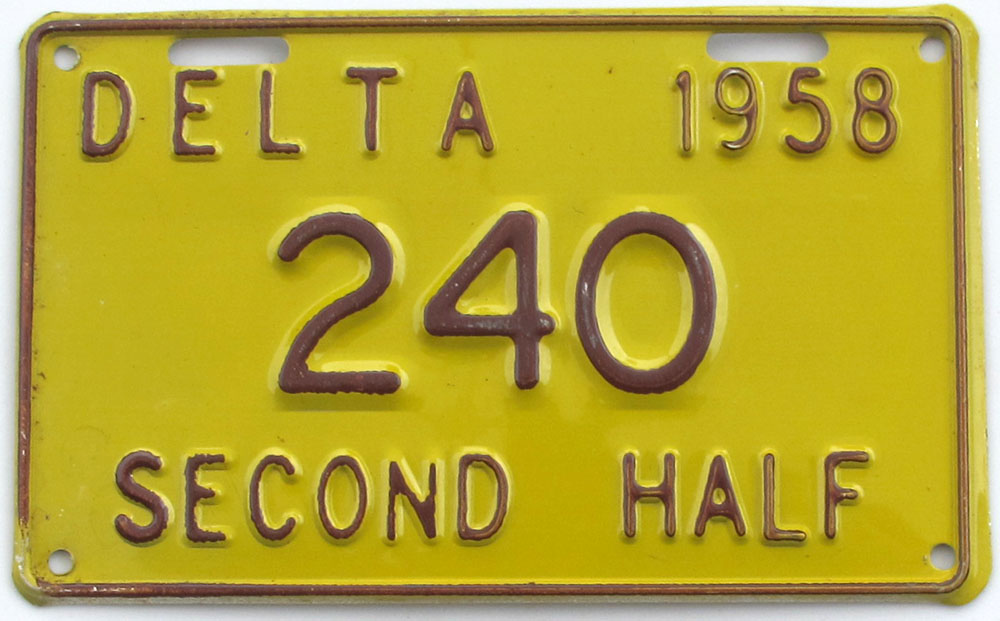 DELTA 1958
240
SECOND HALF